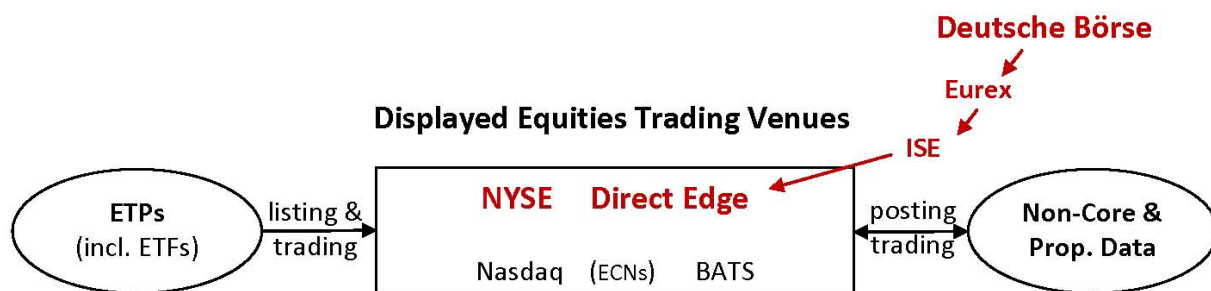 Deutsche Börse
Eurex
Displayed Equities Trading Venues
ISE
NYSE Direct Edge
ETPs
(incl. ETFs)
listing &
trading
posting
trading
Non-Core &
Prop. Data
Nasdaq (ECNs) BATS